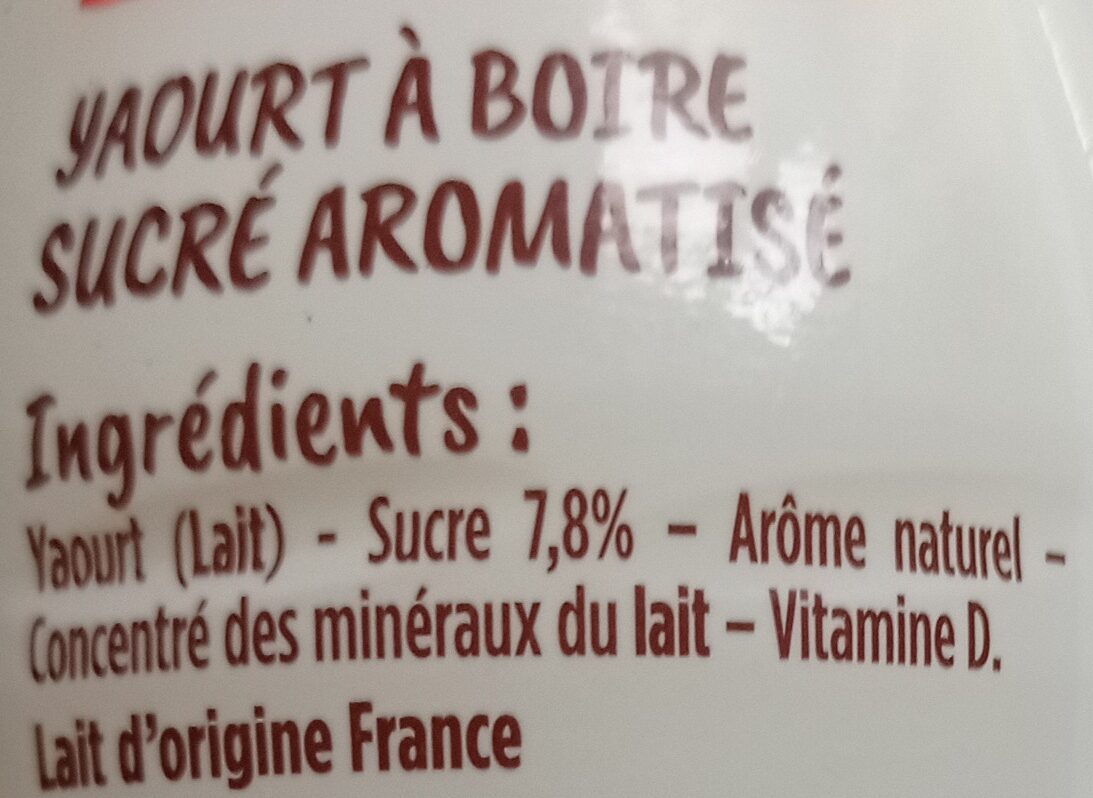 YAOURT À BOIRE
SUCRÉ AROMATISÉ
Ingrédients :
Yaourt (Lait) - Sucre 7,8% – Arôme naturel –
Concentré des minéraux du lait – Vitamine D.
Lait d'origine France